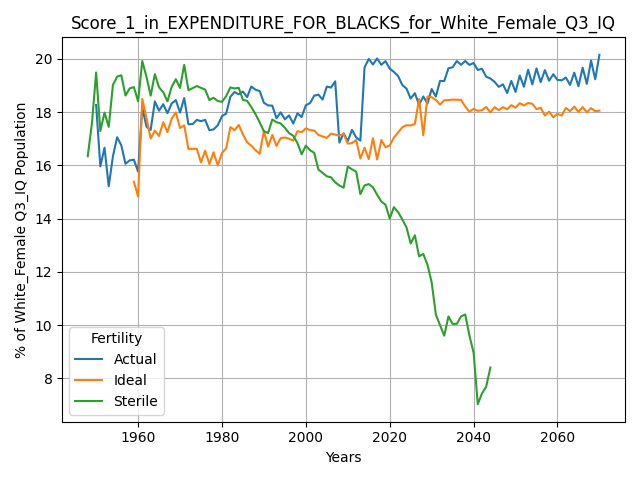 Score_1_in_EXPENDITURE_FOR_BLACKS_for_White_Female_Q3_IQ
% of White_Female Q3_IQ Population
20
18
16
14
12
10
8
Fertility
Actual
Ideal
Sterile
1960 1980 2000 2020 2040 2060
Years